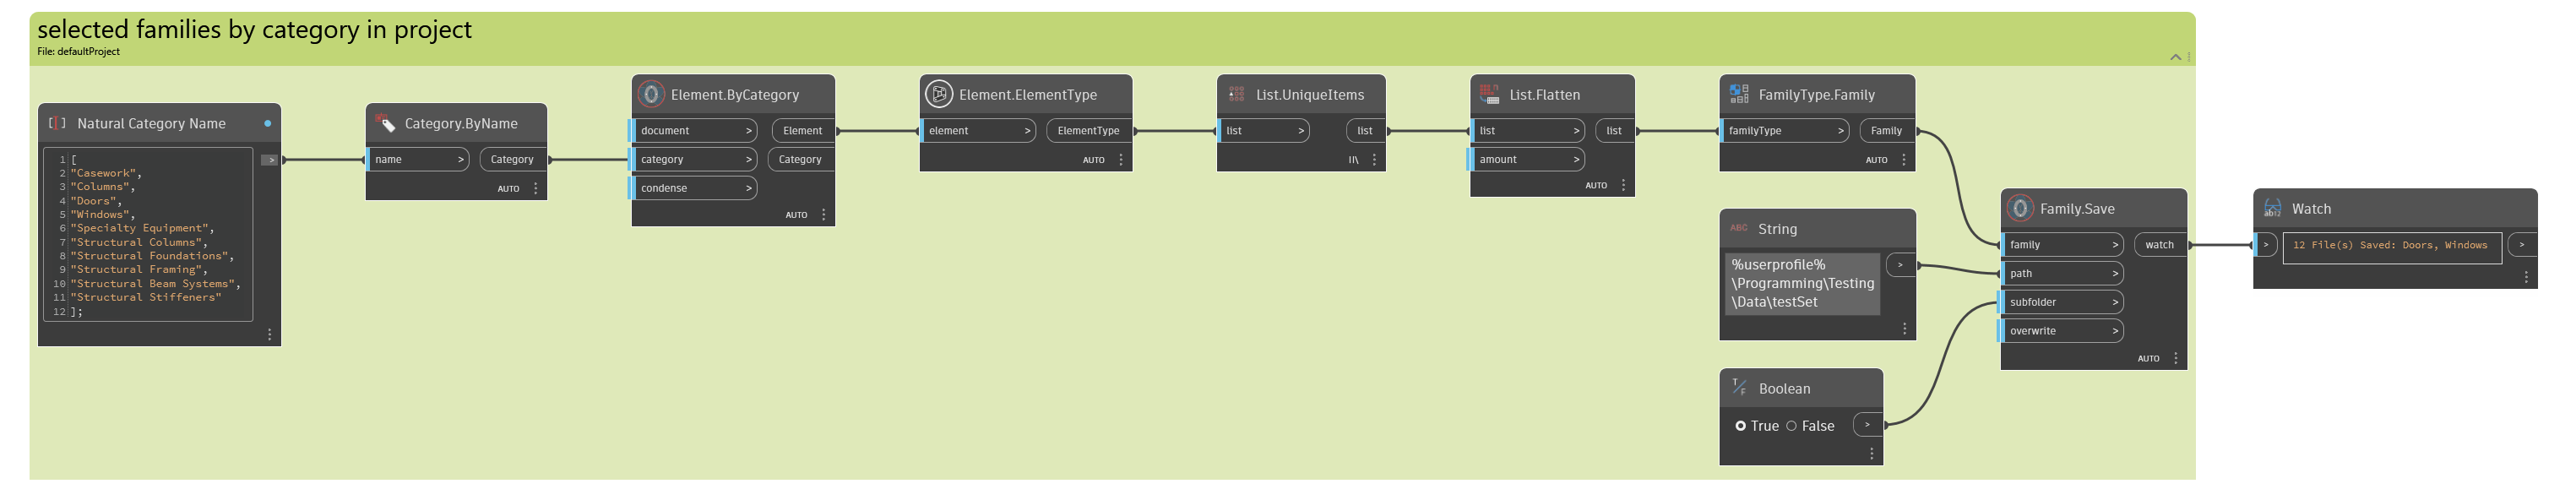 selected families by category in project
File: defaultProject
Natural Category Name
1 [
2 "Casework",
3 "Columns",
4 "Doors",
5 "Windows",
6 "Specialty Equipment",
7 "Structural Columns",
8 "Structural Foundations",
9 "Structural Framing",
10 "Structural Beam Systems",
11 "Structural Stiffeners"
12 ];
>
Category.ByName
name > Category
AUTO
Element.ByCategory
document > Element
category > Category
condense >
AUTO
Element.ElementType
element > ElementType
AUTO
List.UniqueItems
list > list
List.Flatten
list > list
amount >
AUTO
FamilyType.Family
familyType > Family
AUTO
ABC String
%userprofile% >
\Programming\Testing
\Data\testSet
T/F Boolean
True False >
Family.Save
family > watch
path >
subfolder >
overwrite >
AUTO
Watch
> 12 File(s) Saved: Doors, Windows >